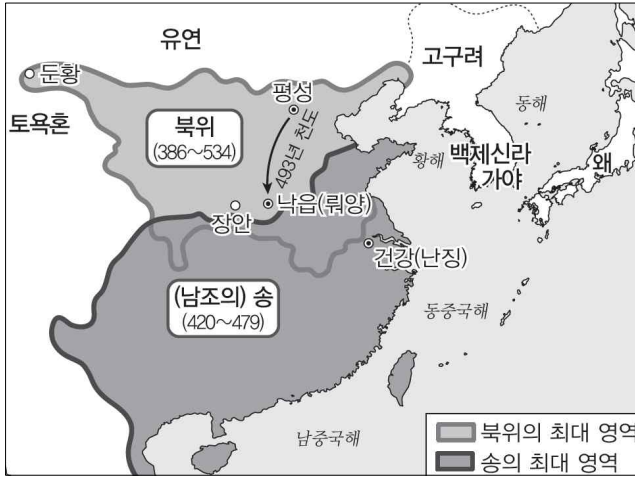 유연
고구려
둔황
평성
동해
토욕혼
북위
(386~534)
493년 천도
황해
백제신라
가야
왜
낙읍(뤄양)
장안
건강(난징)
(남조의) 송
(420~479)
동중국해
남중국해
북위의 최대 영역
송의 최대 영역